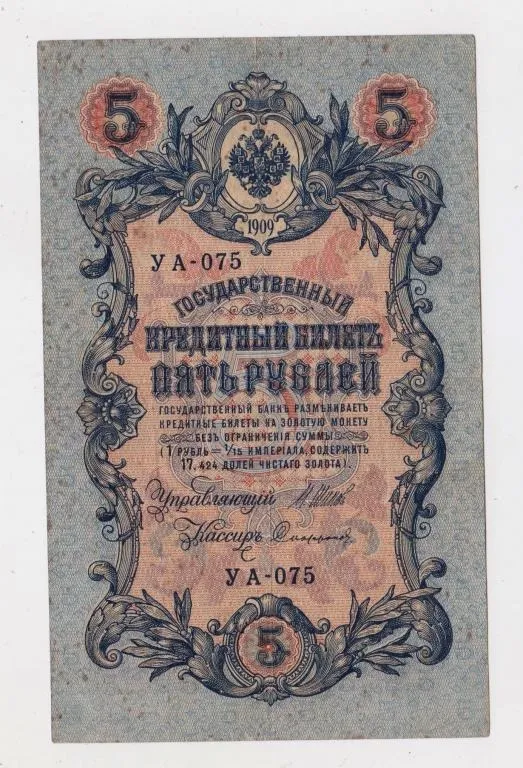 5 5
1909
УА-075
ГОСУДАРСТВЕННЫЙ
КРЕДИТНЫЙ БИЛЕТЪ
ПЯТЬ РУБЛЕЙ
ГОСУДАРСТВЕННЫЙ БАНКЪ РАЗМѢНИВАЕТЪ
КРЕДИТНЫЕ БИЛЕТЫ НА ЗОЛОТУЮ МОНЕТУ
БЕЗЪ ОГРАНИЧЕНІЯ СУММЫ
(1 РУБЛЬ = 1/15 ИМПЕРІАЛА, СОДЕРЖИТЪ
17,424 ДОЛЕЙ ЧИСТАГО ЗОЛОТА).
Управляющій
Кассиръ
УА-075
5